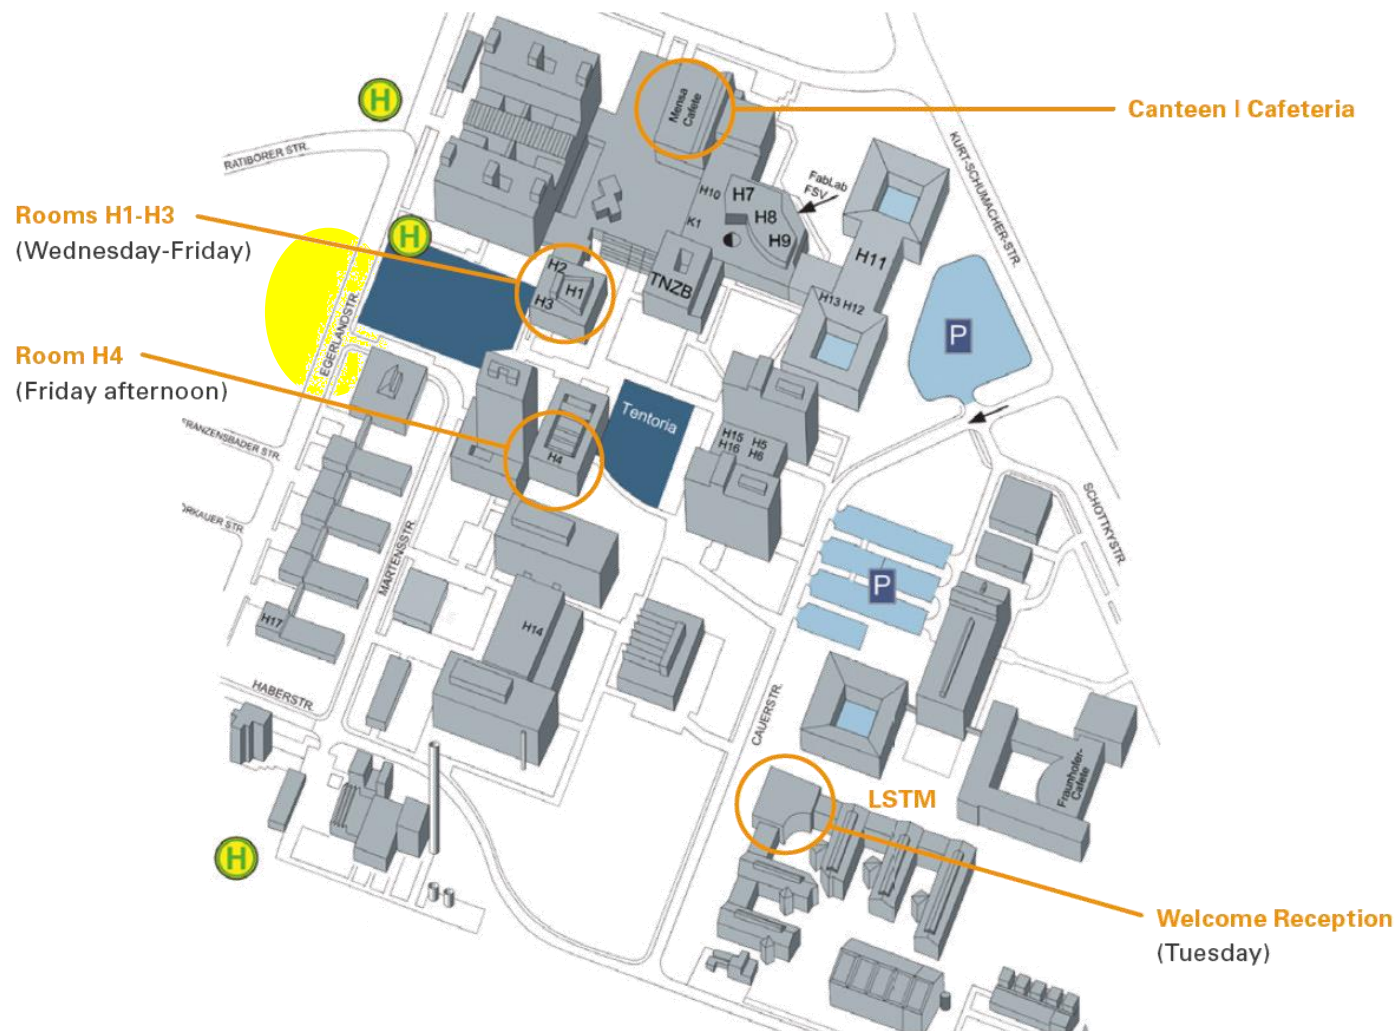 Canteen | Cafeteria
Mensa
Cafete
H
RATIBORER STR.
KURT-SCHUMACHER-STR.
FabLab
FSV
H10
H7
H8
H9
K1
Rooms H1-H3
(Wednesday-Friday)
H
H2
H1
H3
TNZB
H11
H13 H12
P
EGERLANDSTR.
Room H4
(Friday afternoon)
Tentoria
H4
H15
H16
H5
H6
FRANZENSBADER STR.
SCHOTTKYSTR.
P
MARTENSSTR.
H17
H14
HABERSTR.
CAUERSTR.
Fraunhofer-
Cafete
LSTM
H
Welcome Reception
(Tuesday)